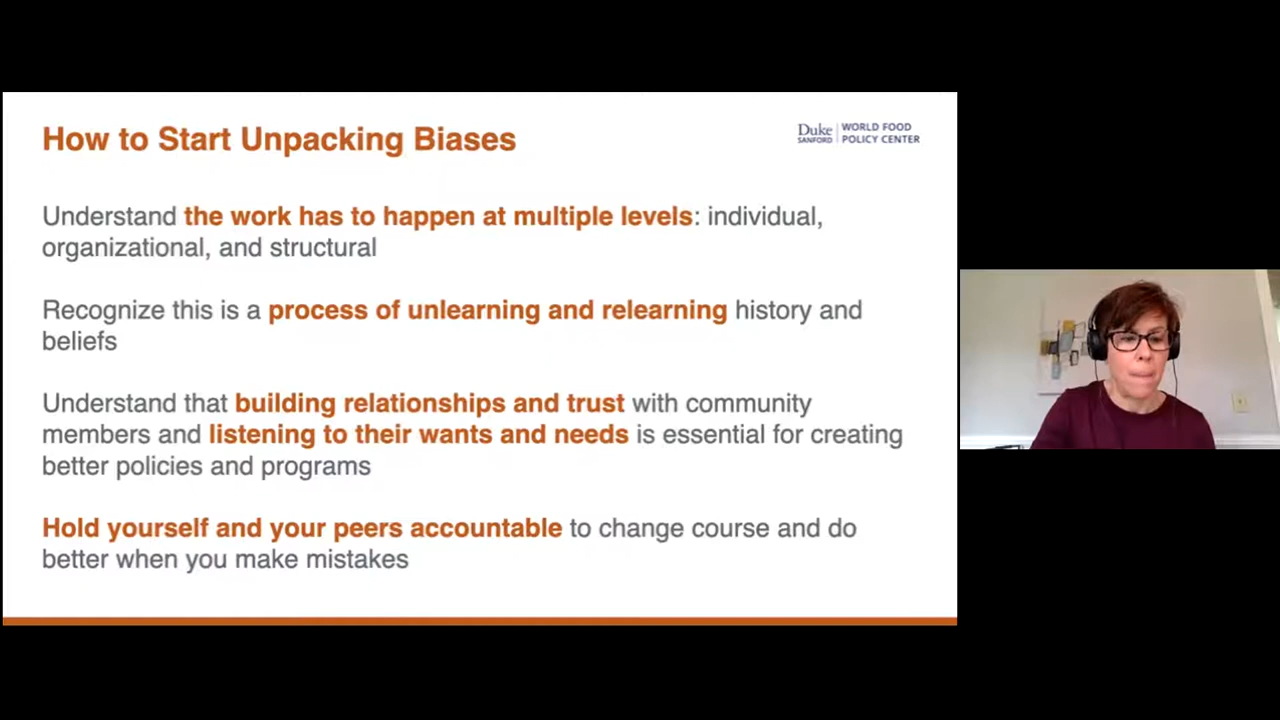 How to Start Unpacking Biases
Duke
SANFORD
WORLD FOOD
POLICY CENTER
Understand the work has to happen at multiple levels: individual,
organizational, and structural
Recognize this is a process of unlearning and relearning history and
beliefs
Understand that building relationships and trust with community
members and listening to their wants and needs is essential for creating
better policies and programs
Hold yourself and your peers accountable to change course and do
better when you make mistakes